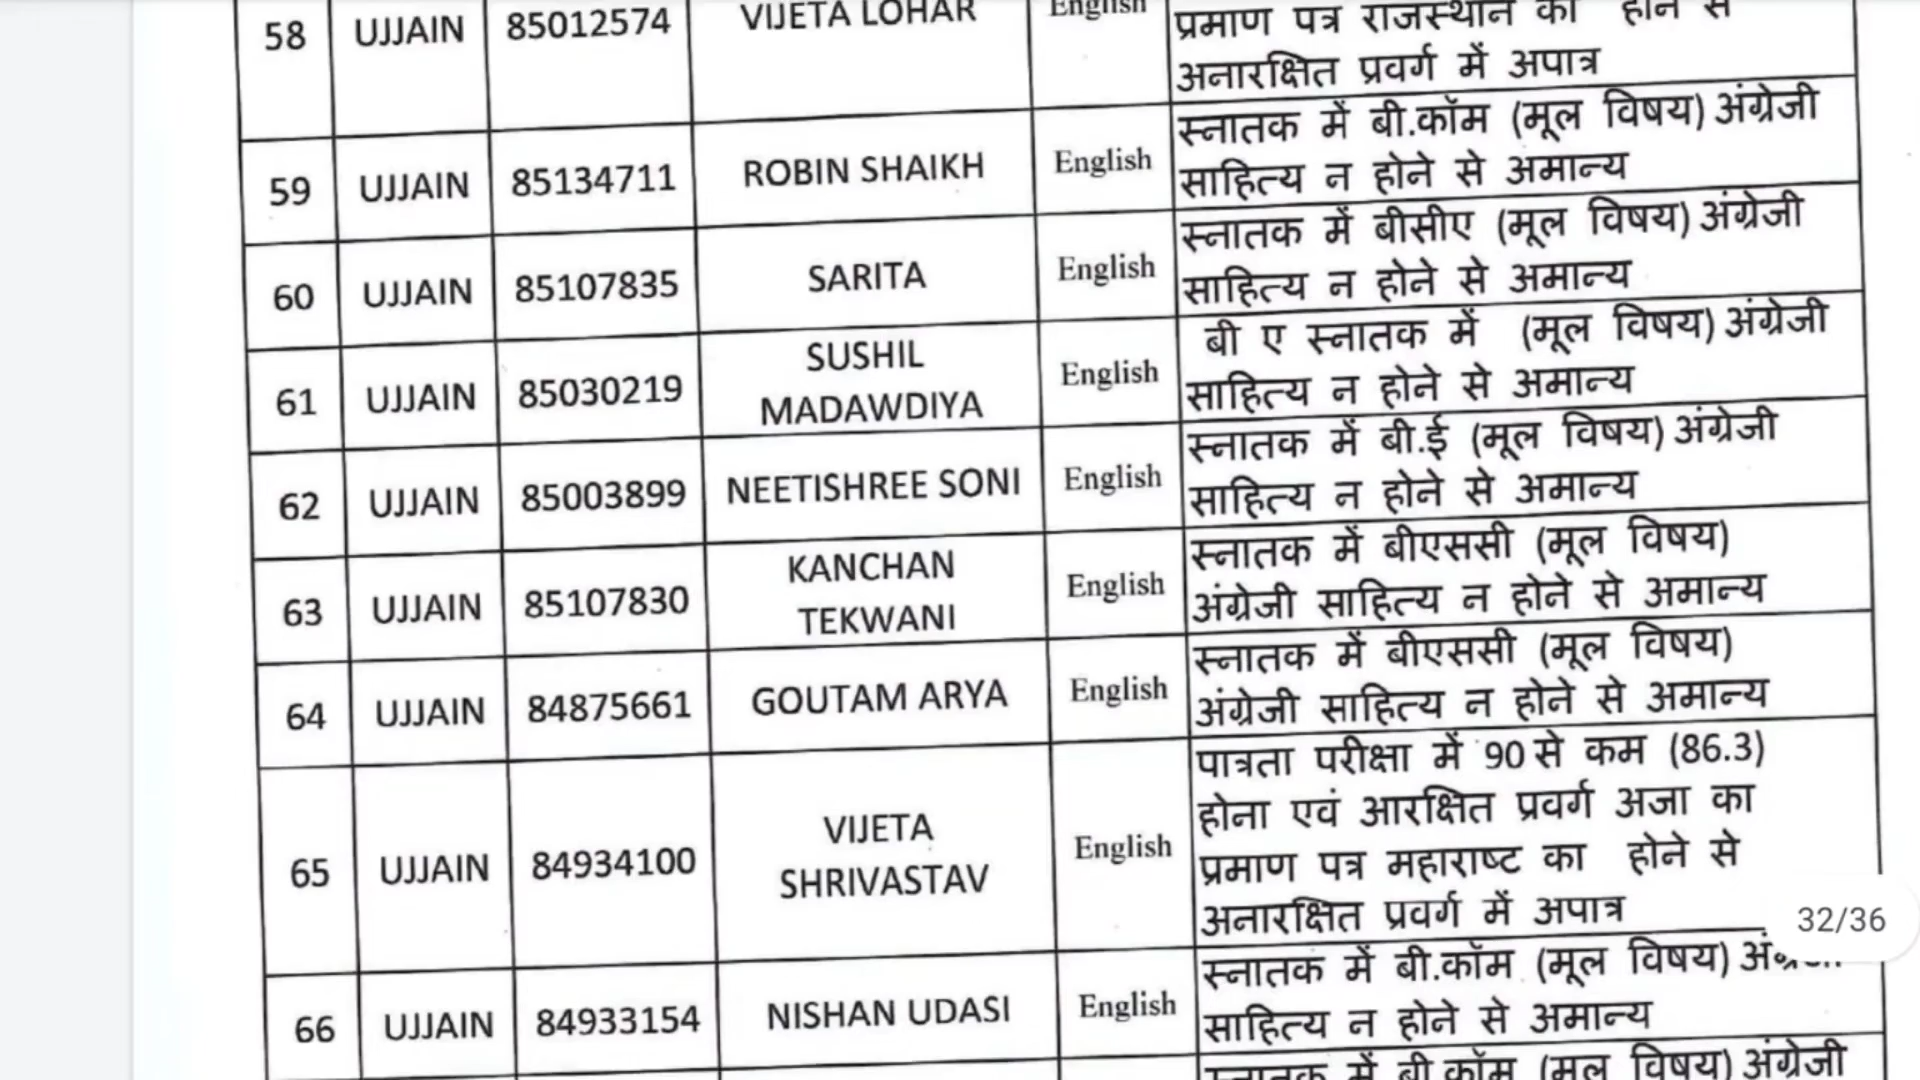 58 UJJAIN 85012574 VIJETA LOHAR English प्रमाण पत्र राजस्थान का होने से
अनारक्षित प्रवर्ग में अपात्र
59 UJJAIN 85134711 ROBIN SHAIKH English स्नातक में बी.कॉम (मूल विषय) अंग्रेजी
साहित्य न होने से अमान्य
60 UJJAIN 85107835 SARITA English स्नातक में बीसीए (मूल विषय) अंग्रेजी
साहित्य न होने से अमान्य
61 UJJAIN 85030219 SUSHIL MADAWDIYA English बी ए स्नातक में (मूल विषय) अंग्रेजी
साहित्य न होने से अमान्य
62 UJJAIN 85003899 NEETISHREE SONI English स्नातक में बी.ई (मूल विषय) अंग्रेजी
साहित्य न होने से अमान्य
63 UJJAIN 85107830 KANCHAN TEKWANI English स्नातक में बीएससी (मूल विषय)
अंग्रेजी साहित्य न होने से अमान्य
64 UJJAIN 84875661 GOUTAM ARYA English स्नातक में बीएससी (मूल विषय)
अंग्रेजी साहित्य न होने से अमान्य
65 UJJAIN 84934100 VIJETA SHRIVASTAV English पात्रता परीक्षा में 90 से कम (86.3)
होना एवं आरक्षित प्रवर्ग अजा का
प्रमाण पत्र महाराष्ट का होने से
अनारक्षित प्रवर्ग में अपात्र
32/36
66 UJJAIN 84933154 NISHAN UDASI English स्नातक में बी.कॉम (मूल विषय)
साहित्य न होने से अमान्य
स्नातक में बी.कॉम (मूल विषय) अंग्रेजी